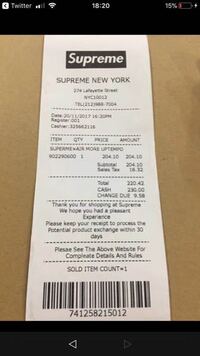 Twitter
18:20
15%
Supreme
SUPREME NEW YORK
274 Lafayette Street
NYC10012
TEL(212)966-7004
Date:20/11/2017 16:20PM
Register:001
Casher:325662116
ITEM QTY PRICE AMOUNT
SUPERME×AIR MORE UPTEMPO
902290600 1 204.10 204.10
Subtotal 204.10
Sales Tax 16.32
Total 220.42
CASH 230.00
CHANGE DUE 9.58
Thank you for shopping at Supreme
We hope you had a pleasant
Experience
Please keep your receipt to process the
Potential product exchange within 30
days
Please See The Above Website For
Compleate Details And Rules
SOLD ITEM COUNT=1
741258215012